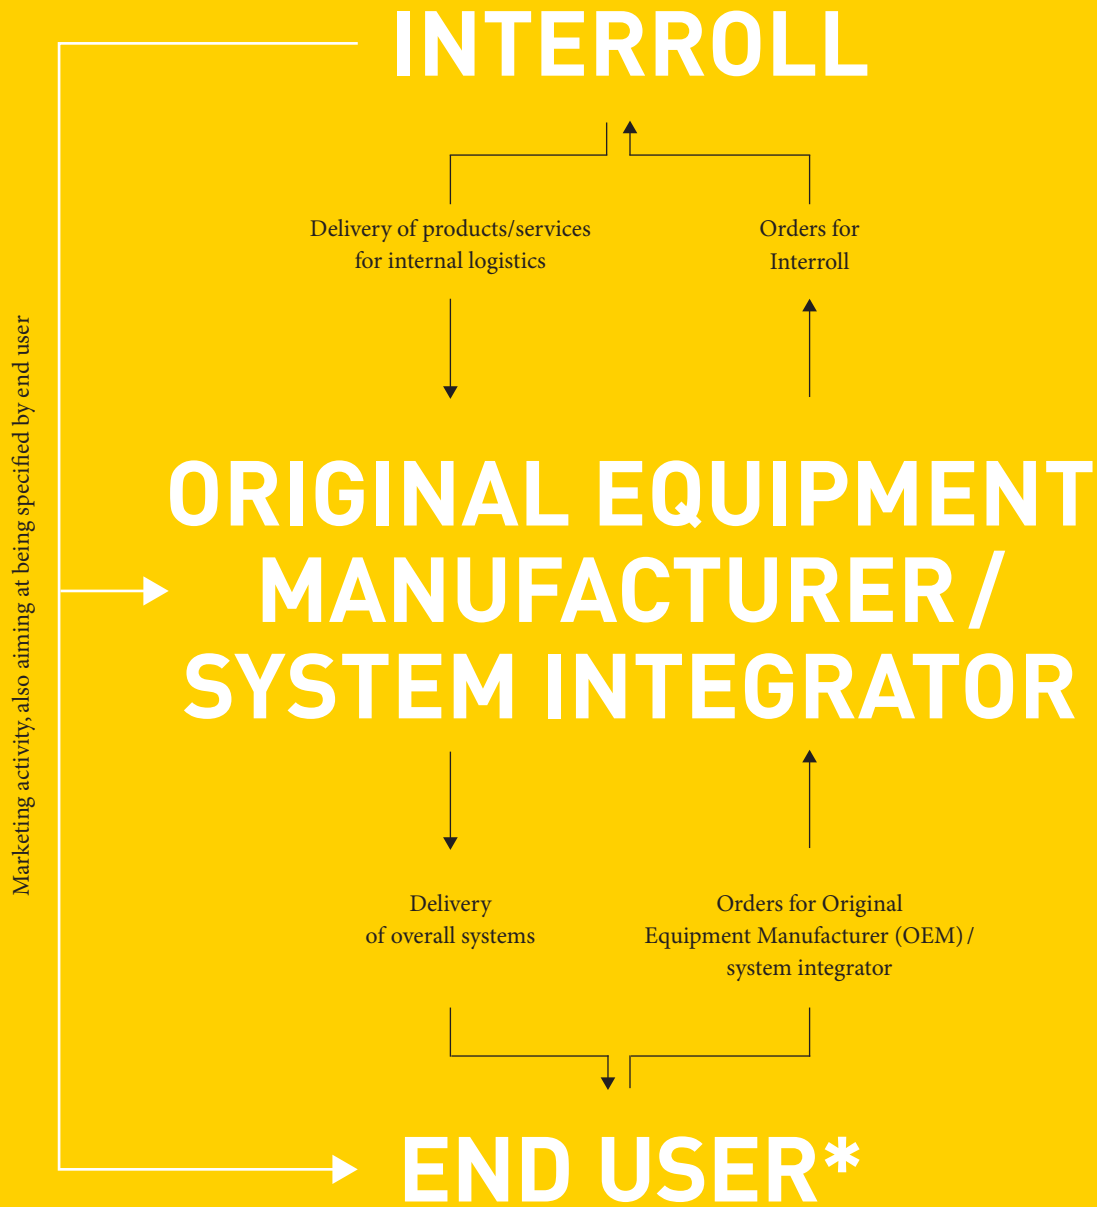 INTERROLL
Delivery of products/services
for internal logistics
Orders for
Interroll
Marketing activity, also aiming at being specified by end user
ORIGINAL EQUIPMENT
MANUFACTURER /
SYSTEM INTEGRATOR
Delivery
of overall systems
Orders for Original
Equipment Manufacturer (OEM) /
system integrator
END USER*